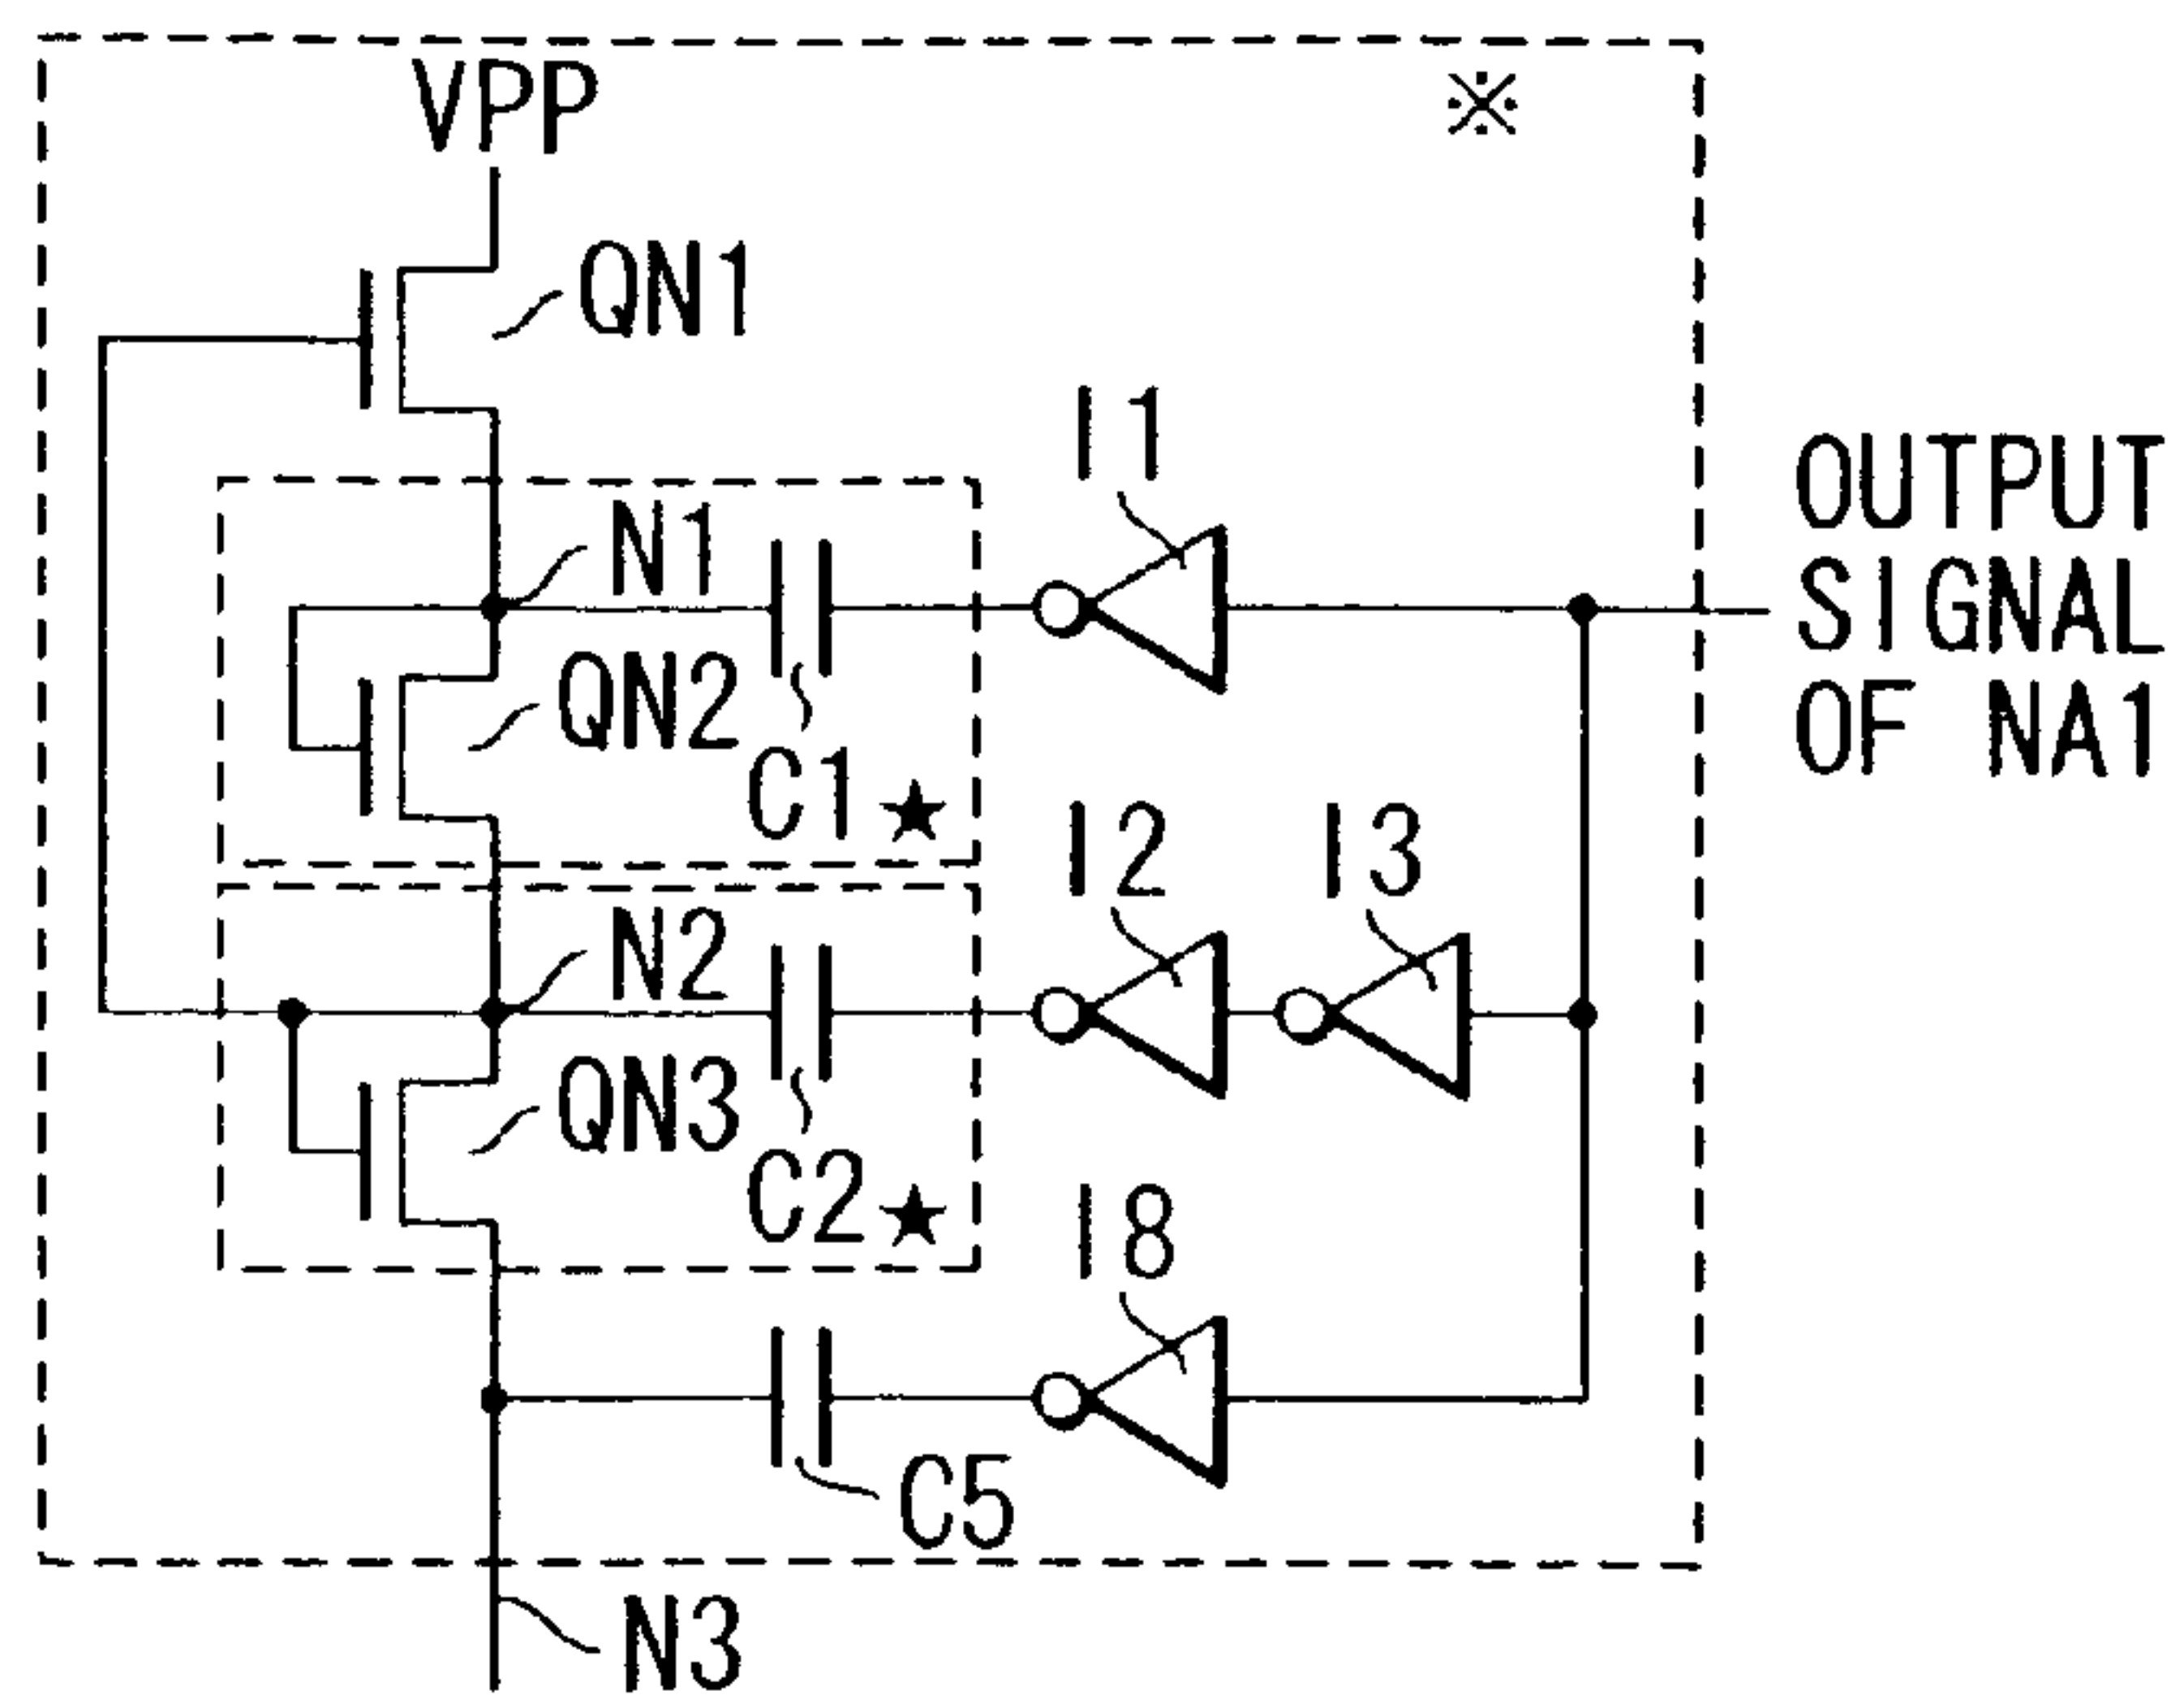 VPP
※
QN1
I1
OUTPUT
SIGNAL
OF NA1
N1
QN2
C1★
I2
I3
N2
QN3
C2★
I8
C5
N3